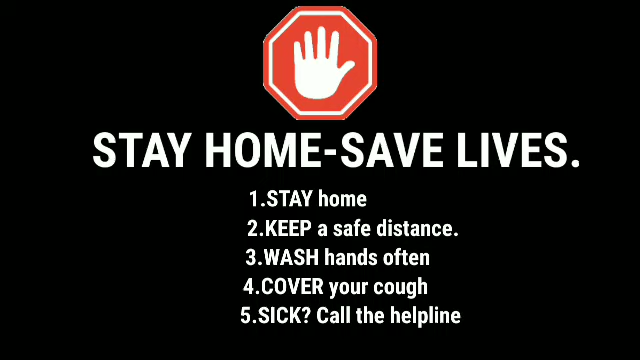 STAY HOME-SAVE LIVES.
1.STAY home
2.KEEP a safe distance.
3.WASH hands often
4.COVER your cough
5.SICK? Call the helpline